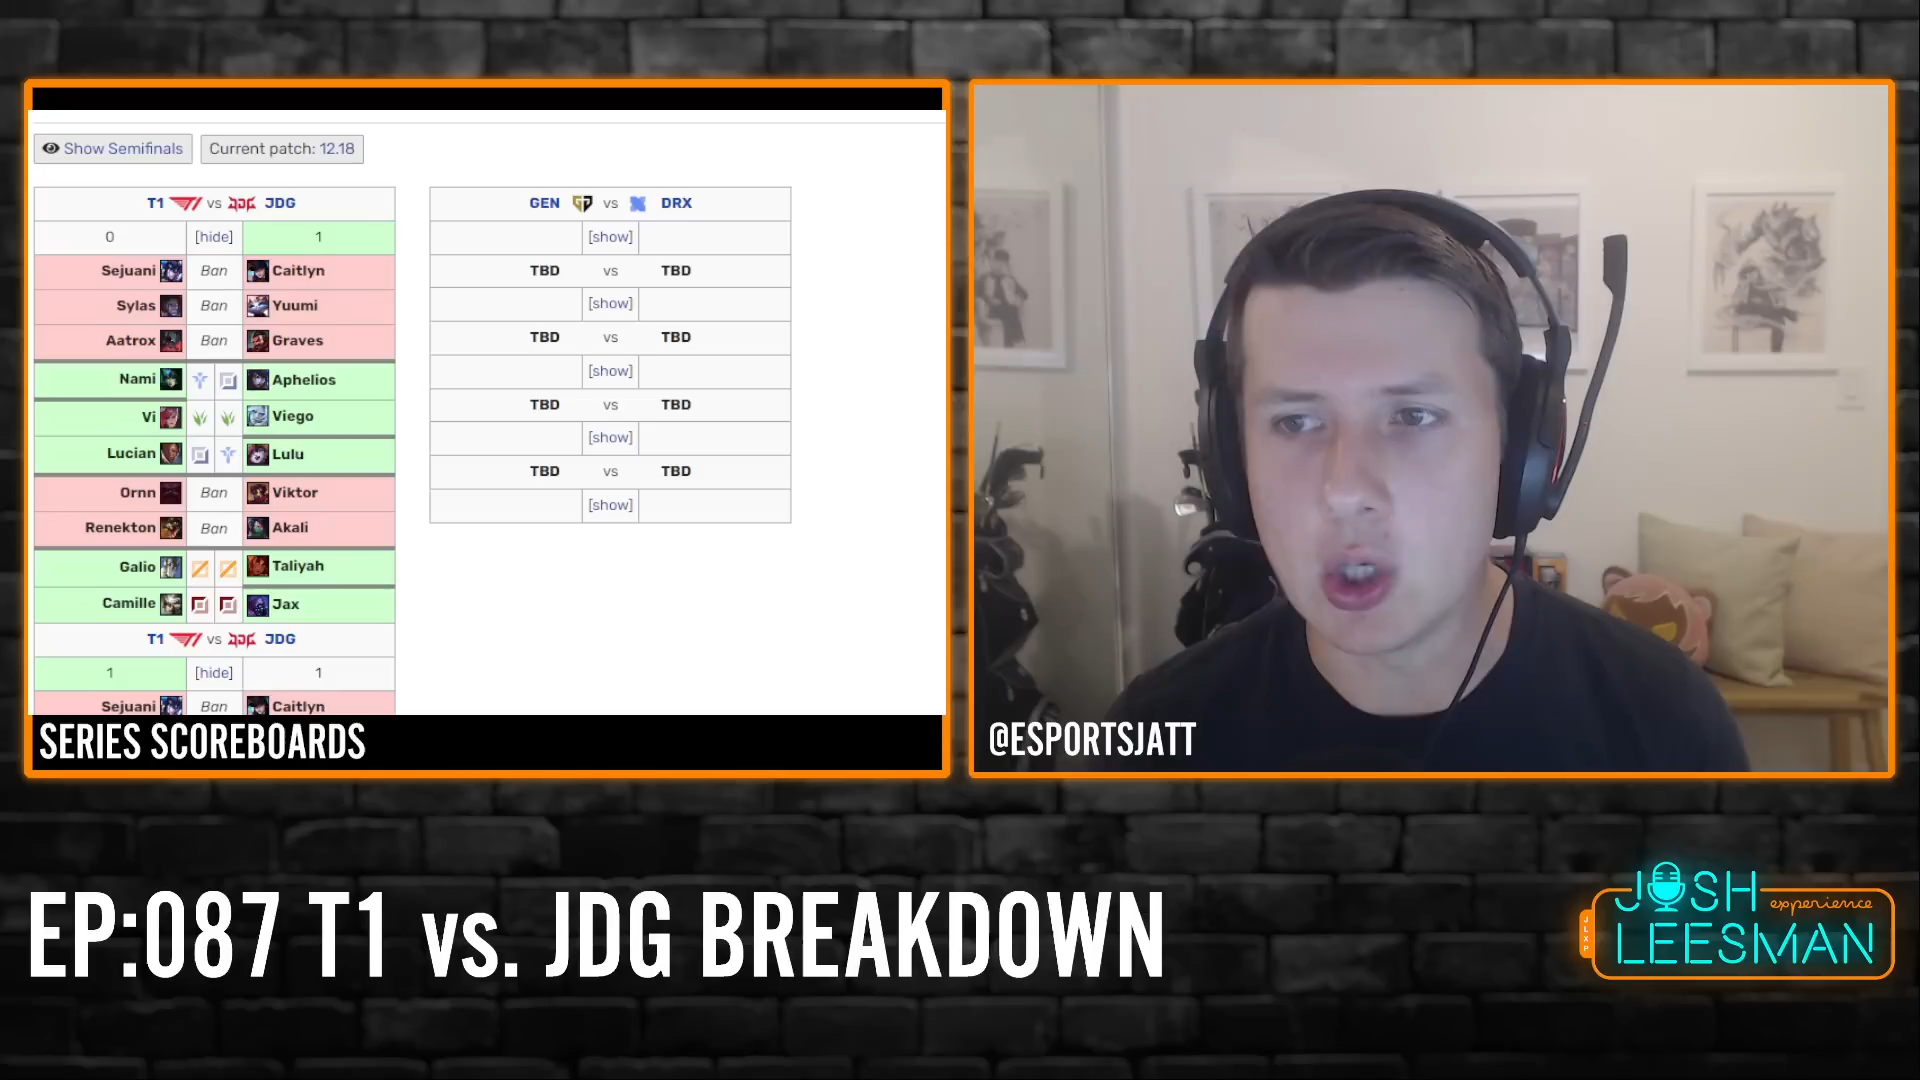 Show Semifinals Current patch: 12.18
T1 vs JDG
0 [hide] 1
Sejuani Ban Caitlyn
Sylas Ban Yuumi
Aatrox Ban Graves
Nami Aphelios
Vi Viego
Lucian Lulu
Ornn Ban Viktor
Renekton Ban Akali
Galio Taliyah
Camille Jax
T1 vs JDG
1 [hide] 1
Sejuani Ban Caitlyn
GEN vs DRX
[show]
TBD vs TBD
[show]
TBD vs TBD
[show]
TBD vs TBD
[show]
TBD vs TBD
[show]
SERIES SCOREBOARDS
@ESPORTSJATT
EP:087 T1 vs. JDG BREAKDOWN
JOSH experience
LEESMAN
JLXP